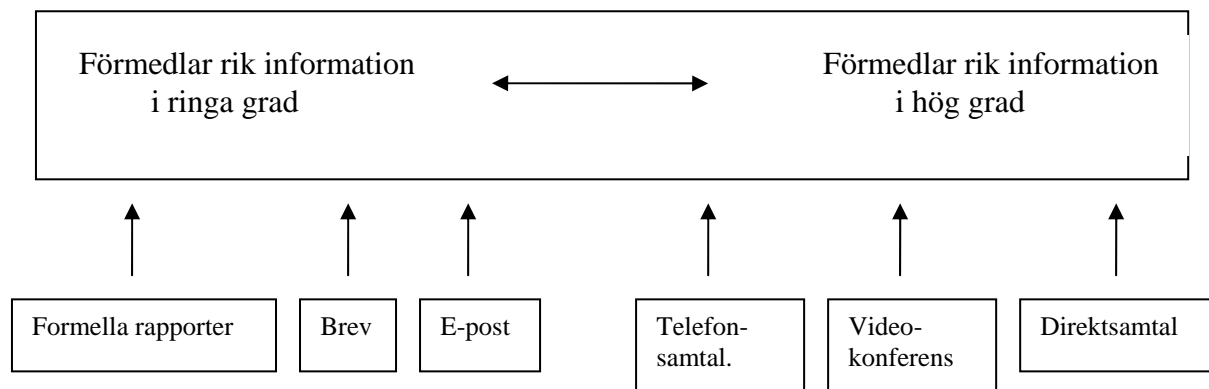 Förmedlar rik information
i ringa grad
Förmedlar rik information
i hög grad
Formella rapporter
Brev
E-post
Telefon-
samtal.
Video-
konferens
Direktsamtal